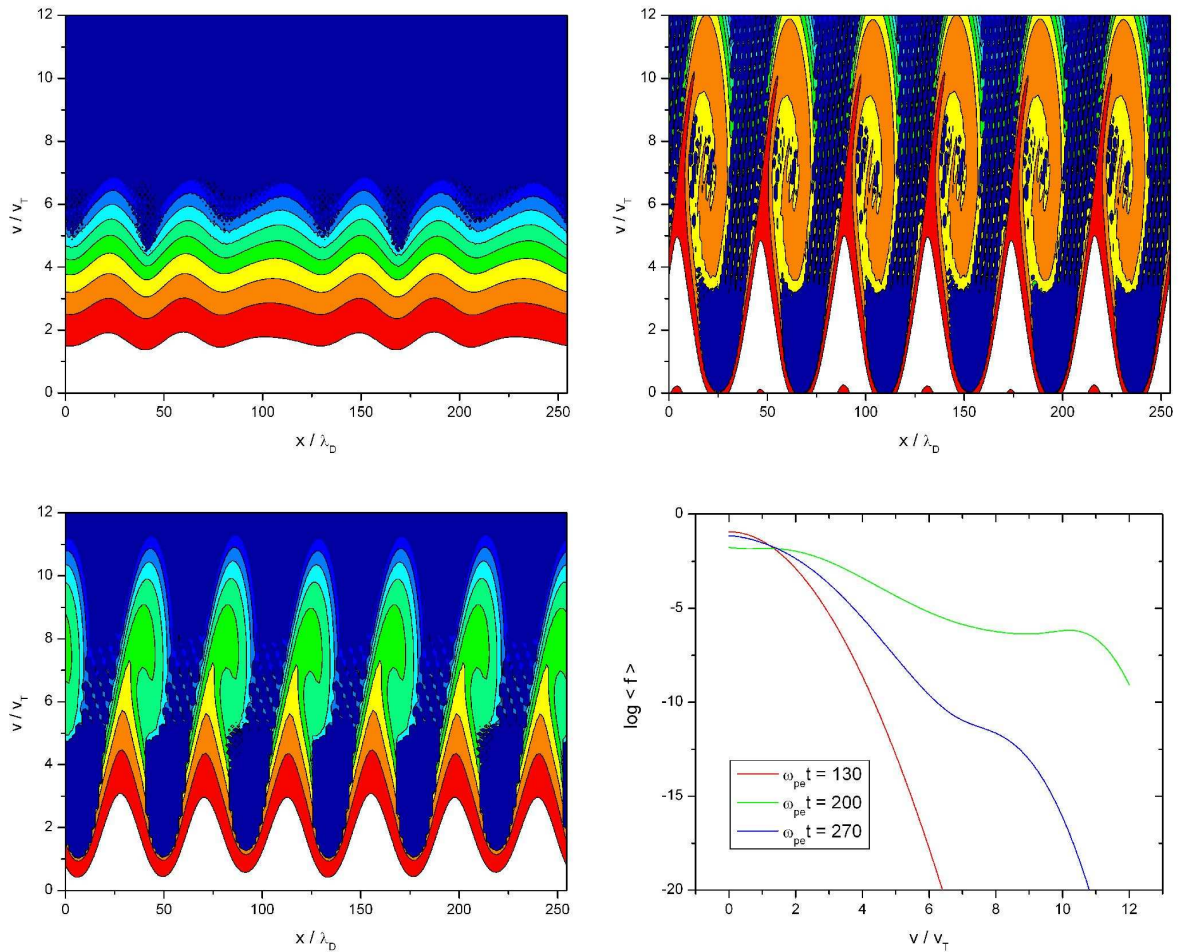 12
10
8
6
4
2
0
v / v_T
0 50 100 150 200 250
x / λ_D
12
10
8
6
4
2
0
v / v_T
0 50 100 150 200 250
x / λ_D
12
10
8
6
4
2
0
v / v_T
0 50 100 150 200 250
x / λ_D
0
-5
-10
-15
-20
log < f >
ω_pe t = 130
ω_pe t = 200
ω_pe t = 270
0 2 4 6 8 10 12
v / v_T